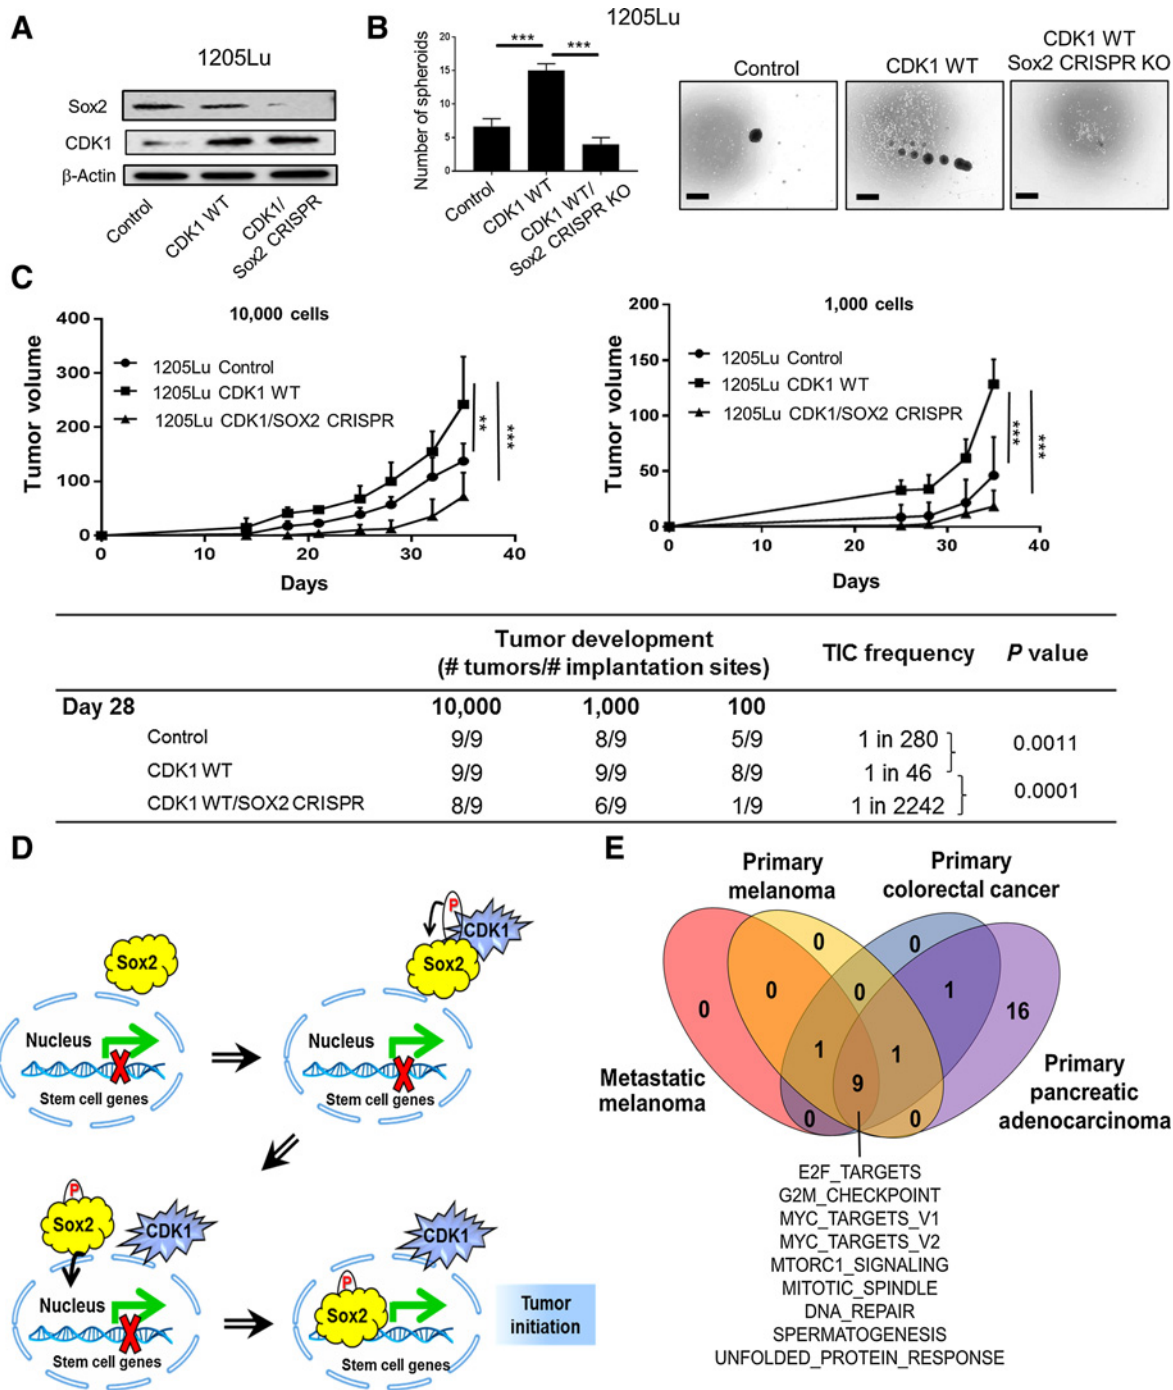 A
1205Lu
Sox2
CDK1
β-Actin
Control
CDK1 WT
CDK1/
Sox2 CRISPR
B
1205Lu
Number of spheroids
20
15
10
5
0
***
***
Control
CDK1 WT
CDK1 WT/
Sox2 CRISPR KO
Control
CDK1 WT
CDK1 WT
Sox2 CRISPR KO
C
10,000 cells
Tumor volume
400
300
200
100
0
1205Lu Control
1205Lu CDK1 WT
1205Lu CDK1/SOX2 CRISPR
**
***
0
10
20
30
40
Days
1,000 cells
Tumor volume
200
150
100
50
0
1205Lu Control
1205Lu CDK1 WT
1205Lu CDK1/SOX2 CRISPR
***
***
0
10
20
30
40
Days
Tumor development
(# tumors/# implantation sites)
TIC frequency
P value
Day 28 10,000 1,000 100
Control 9/9 8/9 5/9 1 in 280
0.0011
CDK1 WT 9/9 9/9 8/9 1 in 46
0.0001
CDK1 WT/SOX2 CRISPR 8/9 6/9 1/9 1 in 2242
D
Sox2
Nucleus
Stem cell genes
P
CDK1
Sox2
Nucleus
Stem cell genes
P
Sox2
CDK1
Nucleus
Stem cell genes
CDK1
P
Sox2
Nucleus
Stem cell genes
Tumor
initiation
E
Primary
melanoma
Primary
colorectal cancer
Metastatic
melanoma
Primary
pancreatic
adenocarcinoma
0
0
0
0
0
1
16
1
1
9
0
0
E2F_TARGETS
G2M_CHECKPOINT
MYC_TARGETS_V1
MYC_TARGETS_V2
MTORC1_SIGNALING
MITOTIC_SPINDLE
DNA_REPAIR
SPERMATOGENESIS
UNFOLDED_PROTEIN_RESPONSE